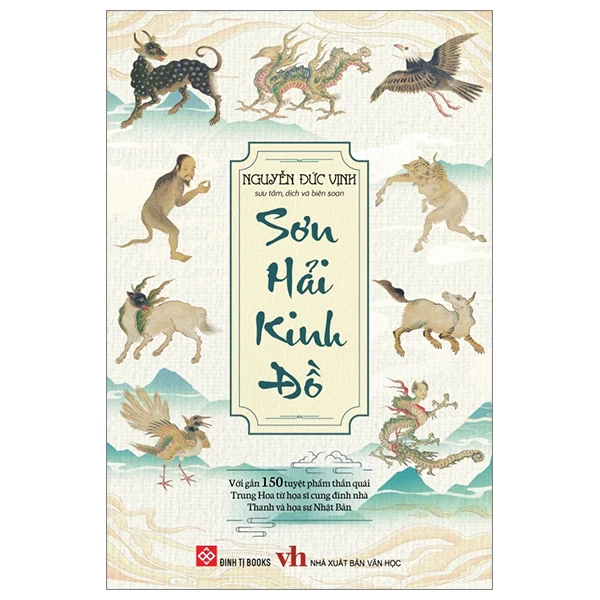 NGUYỄN ĐỨC VỊNH
sưu tầm, dịch và biên soạn
Sơn
Hải
Kinh
Đồ
Với gần 150 tuyệt phẩm thần quái
Trung Hoa từ họa sĩ cung đình nhà
Thanh và họa sư Nhật Bản
ĐINH TỊ BOOKS
vh NHÀ XUẤT BẢN VĂN HỌC